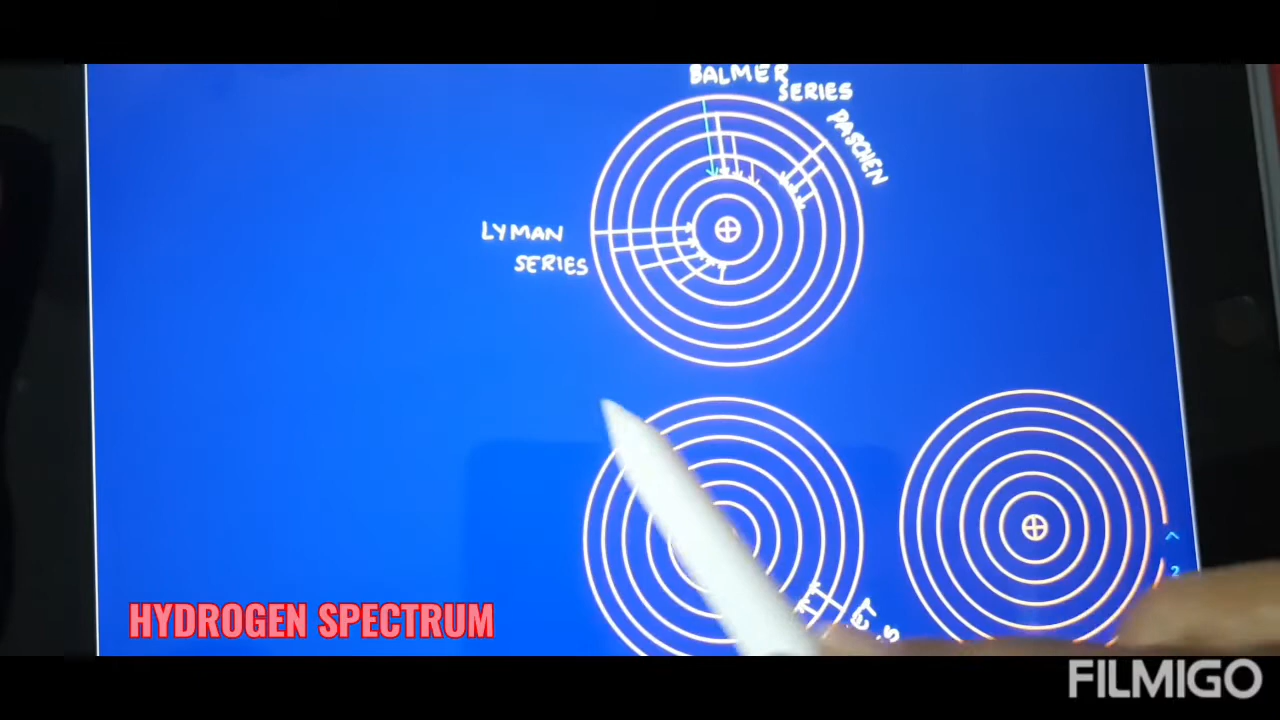 BALMER
SERIES
PASCHEN
LYMAN
SERIES
HYDROGEN SPECTRUM
FILMIGO